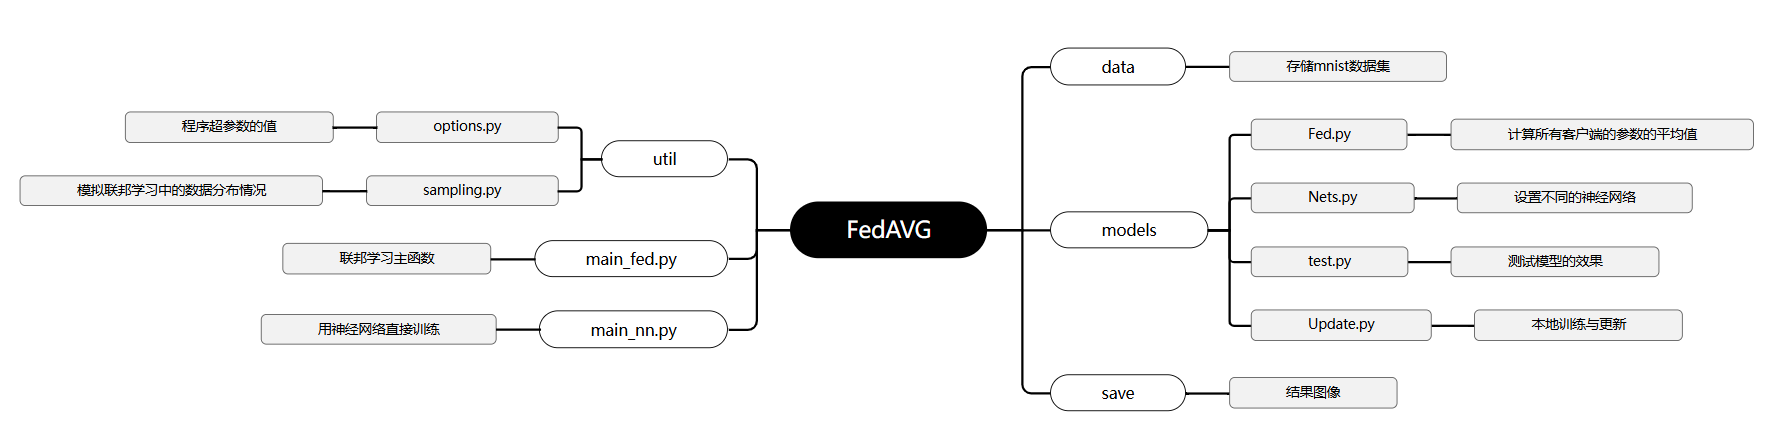 FedAVG
data
存储mnist数据集
models
Fed.py
计算所有客户端的参数的平均值
Nets.py
设置不同的神经网络
test.py
测试模型的效果
Update.py
本地训练与更新
save
结果图像
util
options.py
程序超参数的值
sampling.py
模拟联邦学习中的数据分布情况
main_fed.py
联邦学习主函数
main_nn.py
用神经网络直接训练